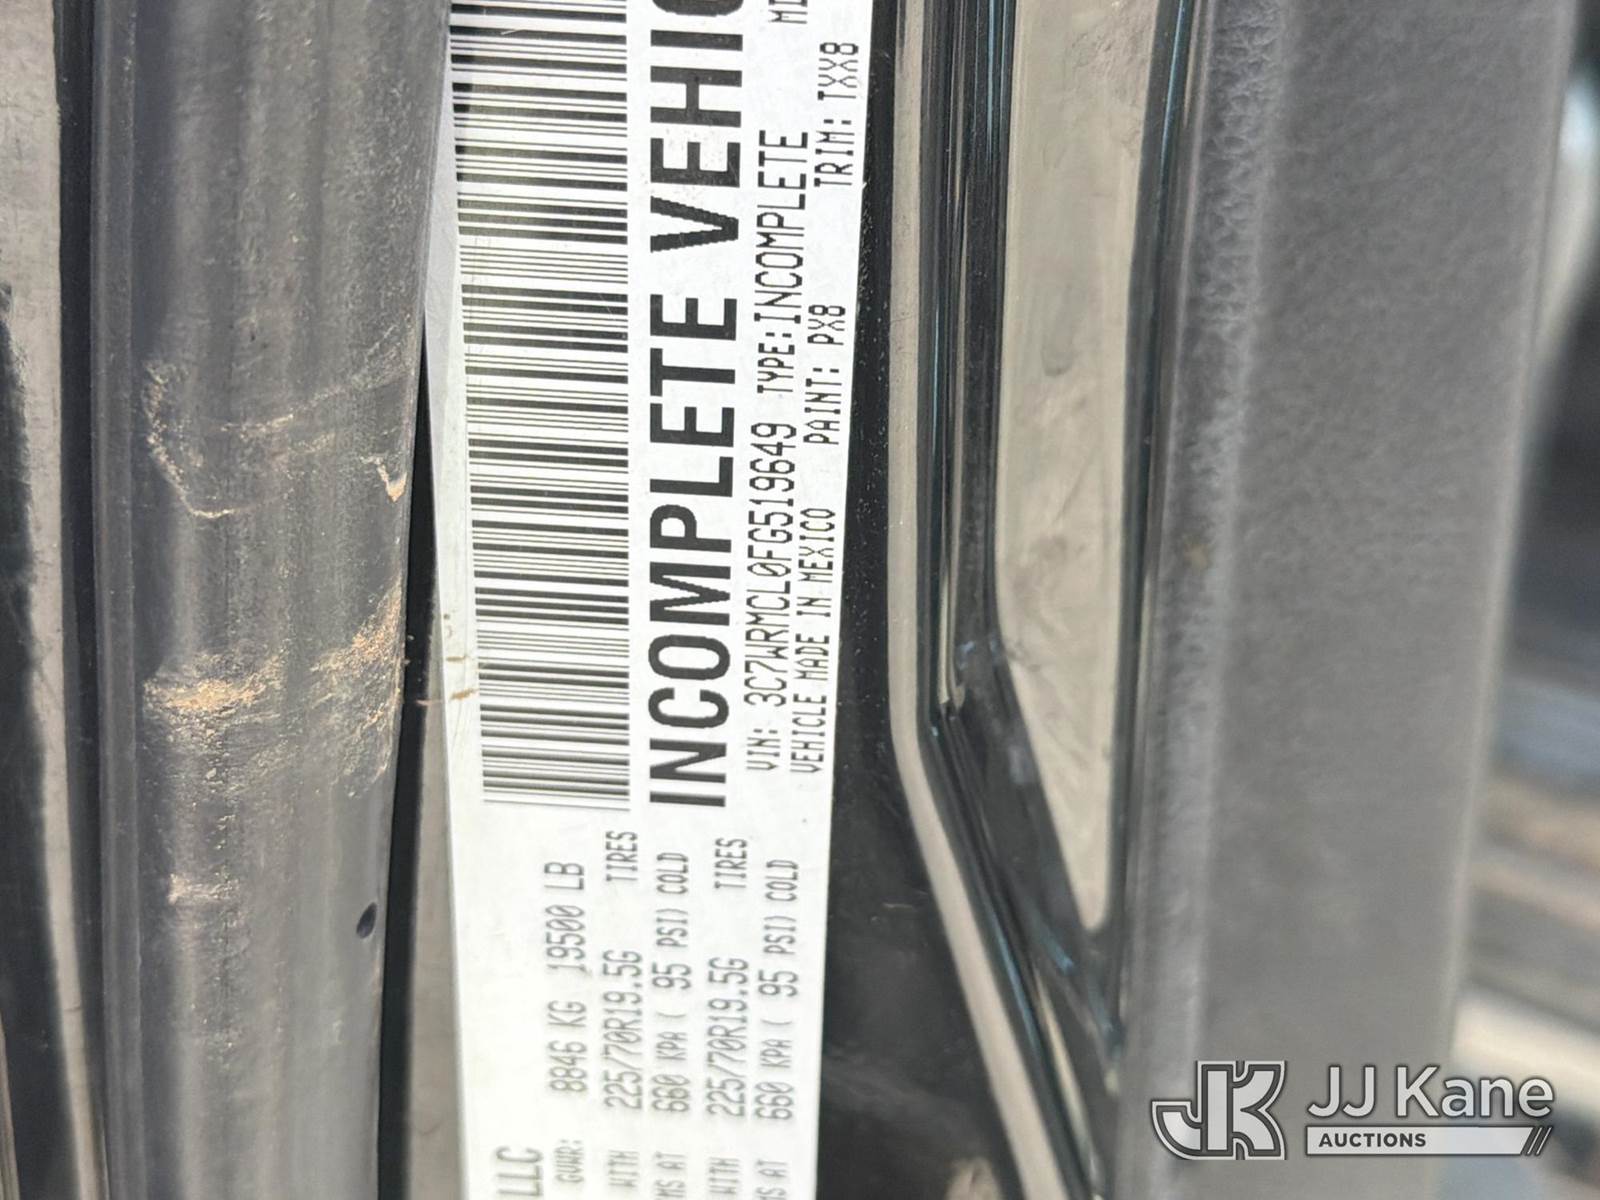 LLC
GVWR: 8846 KG 19500 LB
WITH 225/70R19.5G TIRES
MS AT 660 KPA ( 95 PSI) COLD
WITH 225/70R19.5G TIRES
MS AT 660 KPA ( 95 PSI) COLD
INCOMPLETE VEHIC
VIN: 3C7WRMCL0FG519649 TYPE:INCOMPLETE
VEHICLE MADE IN MEXICO PAINT: PX8 TRIM: TXX8
JJ Kane
AUCTIONS